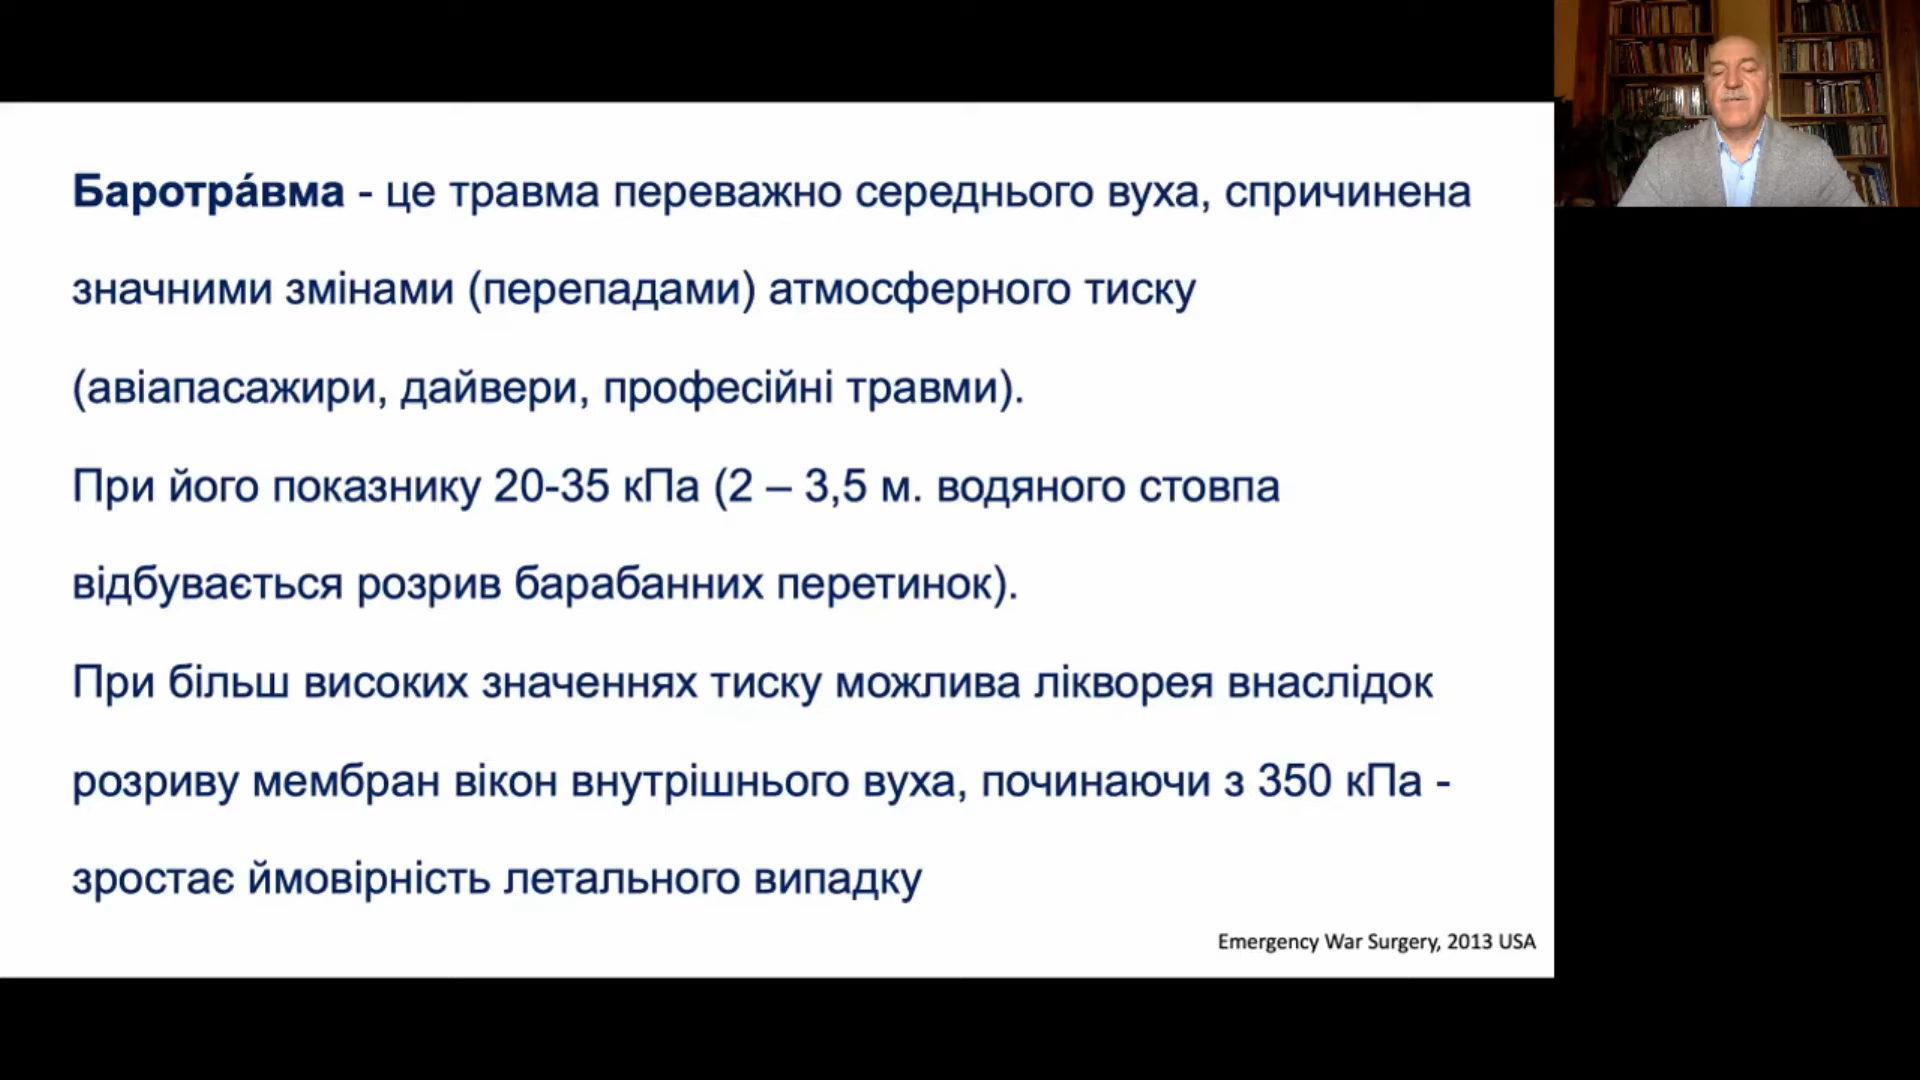 Баротра́вма - це травма переважно середнього вуха, спричинена
значними змінами (перепадами) атмосферного тиску
(авіапасажири, дайвери, професійні травми).
При його показнику 20-35 кПа (2 – 3,5 м. водяного стовпа
відбувається розрив барабанних перетинок).
При більш високих значеннях тиску можлива лікворея внаслідок
розриву мембран вікон внутрішнього вуха, починаючи з 350 кПа -
зростає ймовірність летального випадку
Emergency War Surgery, 2013 USA